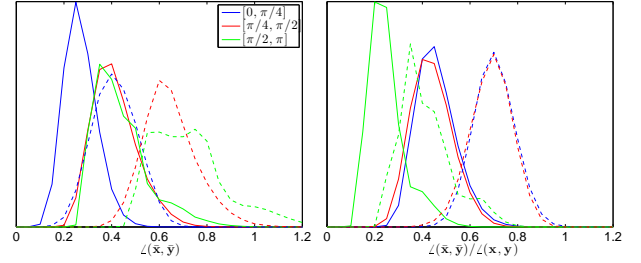 [0, π/4]
[π/4, π/2]
[π/2, π]
0 0.2 0.4 0.6 0.8 1 1.2
∠(x̄, ȳ)
0 0.2 0.4 0.6 0.8 1 1.2
∠(x̄, ȳ)/∠(x, y)